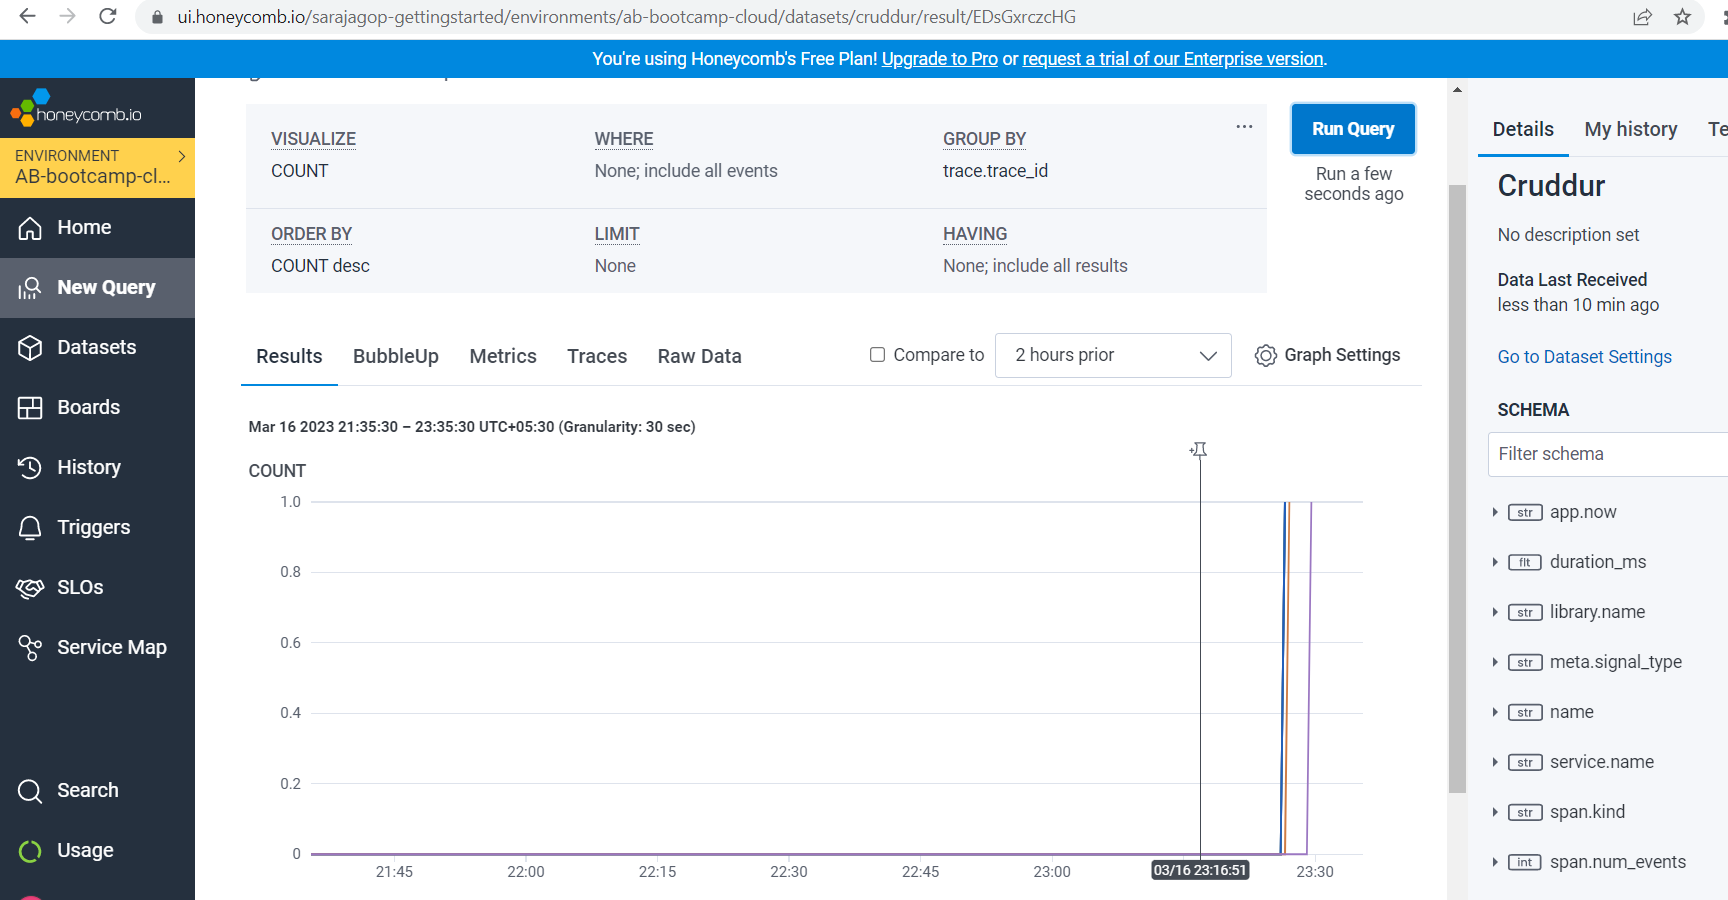 ui.honeycomb.io/sarajagop-gettingstarted/environments/ab-bootcamp-cloud/datasets/cruddur/result/EDsGxrczcHG
You're using Honeycomb's Free Plan! Upgrade to Pro or request a trial of our Enterprise version.
honeycomb.io
ENVIRONMENT
AB-bootcamp-cl...
Home
New Query
Datasets
Boards
History
Triggers
SLOs
Service Map
Search
Usage
VISUALIZE
COUNT
WHERE
None; include all events
GROUP BY
trace.trace_id
ORDER BY
COUNT desc
LIMIT
None
HAVING
None; include all results
Run Query
Run a few
seconds ago
Results BubbleUp Metrics Traces Raw Data
Compare to 2 hours prior Graph Settings
Mar 16 2023 21:35:30 – 23:35:30 UTC+05:30 (Granularity: 30 sec)
COUNT
1.0
0.8
0.6
0.4
0.2
0
21:45 22:00 22:15 22:30 22:45 23:00 03/16 23:16:51 23:30
Details My history Te
Cruddur
No description set
Data Last Received
less than 10 min ago
Go to Dataset Settings
SCHEMA
Filter schema
str app.now
flt duration_ms
str library.name
str meta.signal_type
str name
str service.name
str span.kind
int span.num_events